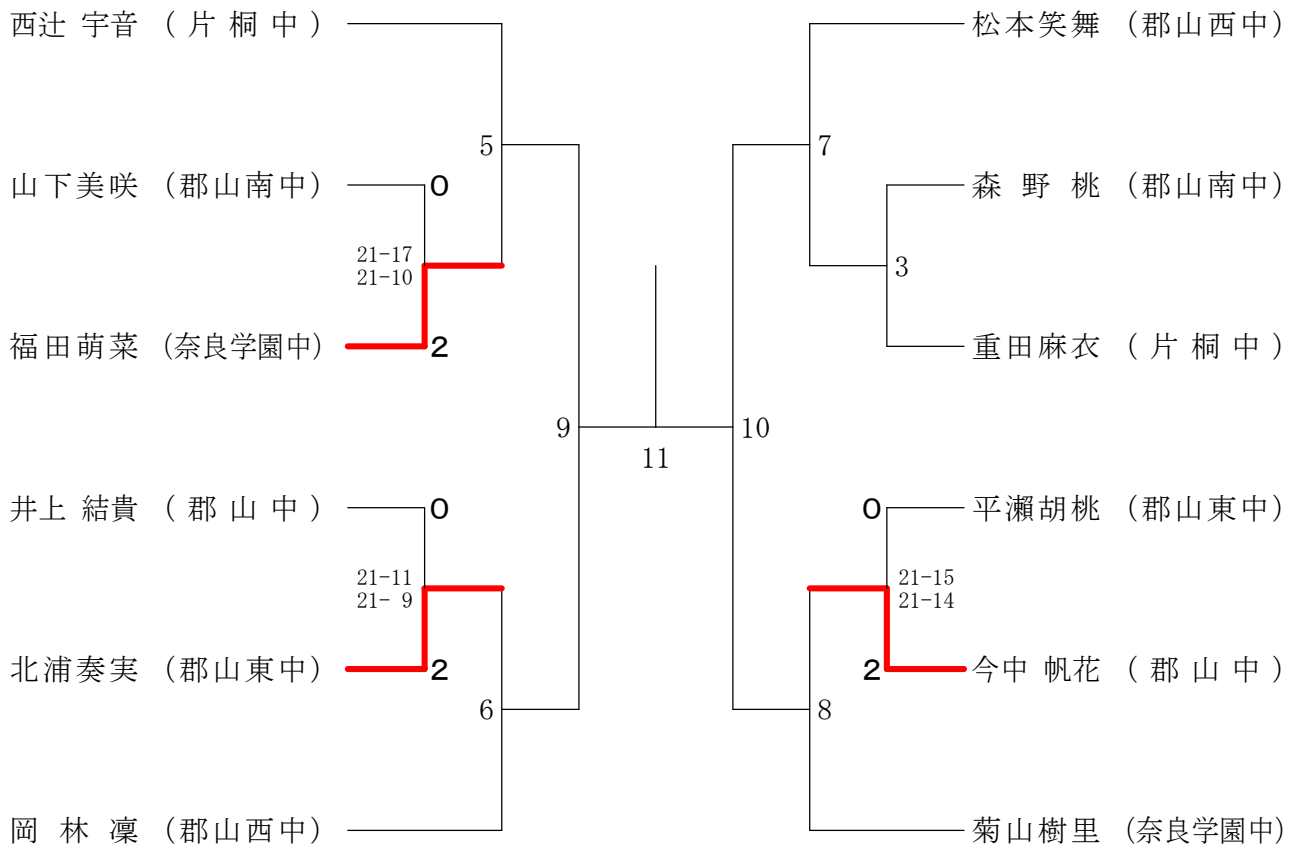 西辻 宇音 （ 片 桐 中 ）
5
山下美咲 （郡山南中） 0
21-17
21-10
福田萌菜 （奈良学園中） 2
9
井上 結貴 （ 郡 山 中 ） 0
21-11
21- 9
北浦奏実 （郡山東中） 2
6
岡 林 凜 （郡山西中）
11
松本笑舞 （郡山西中）
7
森 野 桃 （郡山南中）
3
重田麻衣 （ 片 桐 中 ）
10
0 平瀬胡桃 （郡山東中）
21-15
21-14
2 今中 帆花 （ 郡 山 中 ）
8
菊山樹里 （奈良学園中）